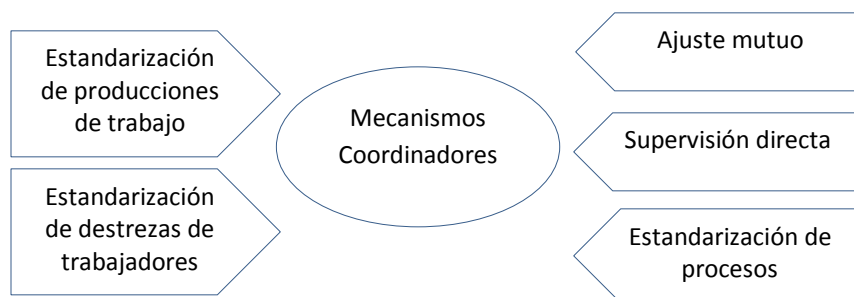 Estandarización
de producciones
de trabajo
Estandarización
de destrezas de
trabajadores
Mecanismos
Coordinadores
Ajuste mutuo
Supervisión directa
Estandarización de
procesos